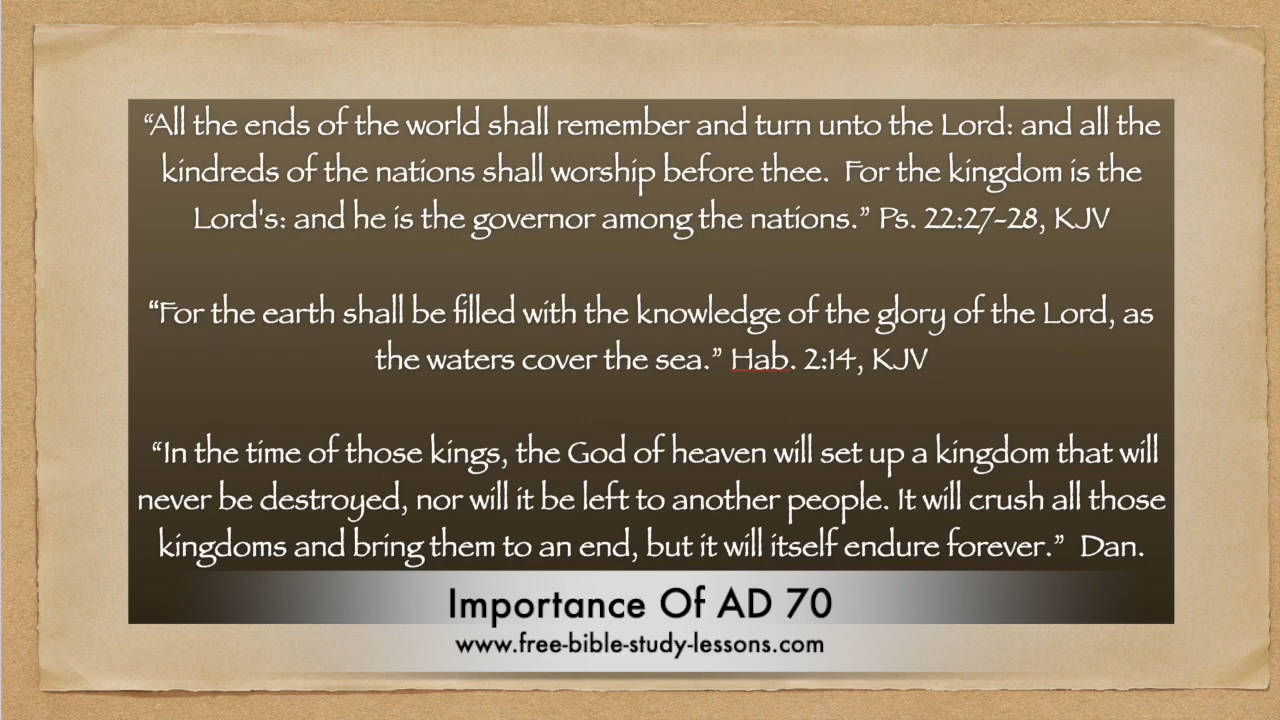 “All the ends of the world shall remember and turn unto the Lord: and all the
kindreds of the nations shall worship before thee.  For the kingdom is the
Lord's: and he is the governor among the nations.” Ps. 22:27-28, KJV
“For the earth shall be filled with the knowledge of the glory of the Lord, as
the waters cover the sea.” Hab. 2:14, KJV
“In the time of those kings, the God of heaven will set up a kingdom that will
never be destroyed, nor will it be left to another people. It will crush all those
kingdoms and bring them to an end, but it will itself endure forever.”  Dan.
Importance Of AD 70
www.free-bible-study-lessons.com